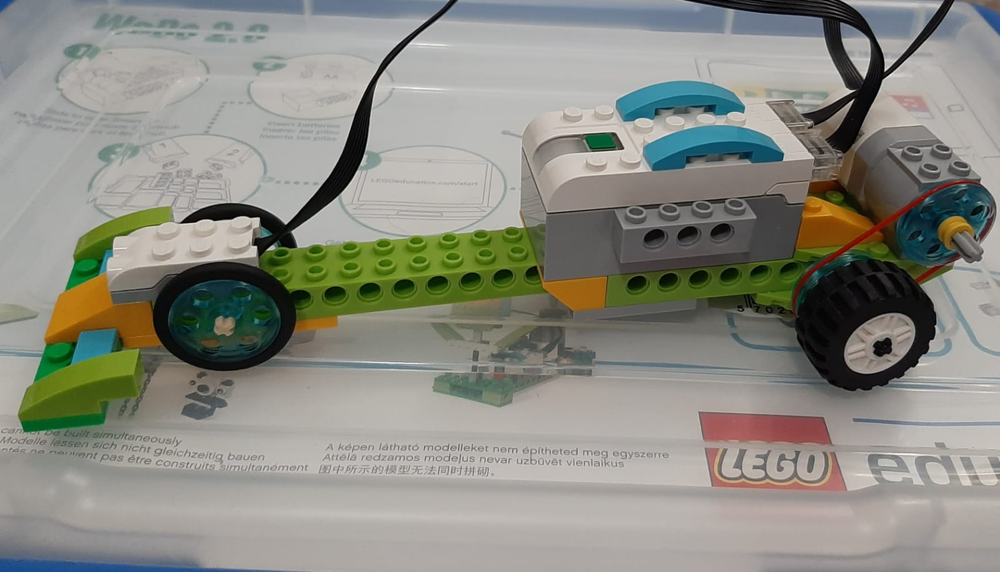 WeDo 2.0
1
2
Insert batteries
Insérer les piles
Inserte las pilas
3
1
2
LEGOeducation.com/start
5 702
cannot be built simultaneously
Modelle lassen sich nicht gleichzeitig bauen
ne peuvent pas être construits simultanément
A képen látható modelleket nem építheted meg egyszerre
Attēlā redzamos modeļus nevar uzbūvēt vienlaikus
图中所示的模型无法同时拼砌。
LEGO
edu